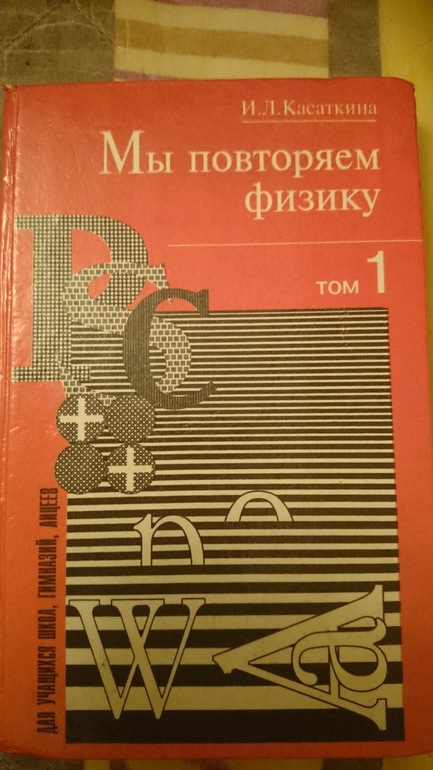 И.Л.Касаткина
Мы повторяем
физику
том 1
P
S
C
n
W
A
a
ДЛЯ УЧАЩИХСЯ ШКОЛ, ГИМНАЗИЙ, ЛИЦЕЕВ